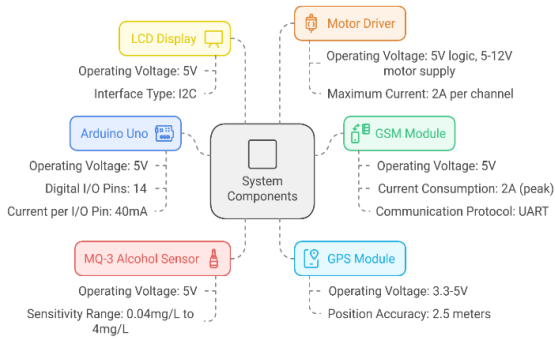 LCD Display
Operating Voltage: 5V
Interface Type: I2C
Motor Driver
Operating Voltage: 5V logic, 5-12V
motor supply
Maximum Current: 2A per channel
Arduino Uno
Operating Voltage: 5V
Digital I/O Pins: 14
Current per I/O Pin: 40mA
System
Components
GSM Module
Operating Voltage: 5V
Current Consumption: 2A (peak)
Communication Protocol: UART
MQ-3 Alcohol Sensor
Operating Voltage: 5V
Sensitivity Range: 0.04mg/L to
4mg/L
GPS Module
Operating Voltage: 3.3-5V
Position Accuracy: 2.5 meters